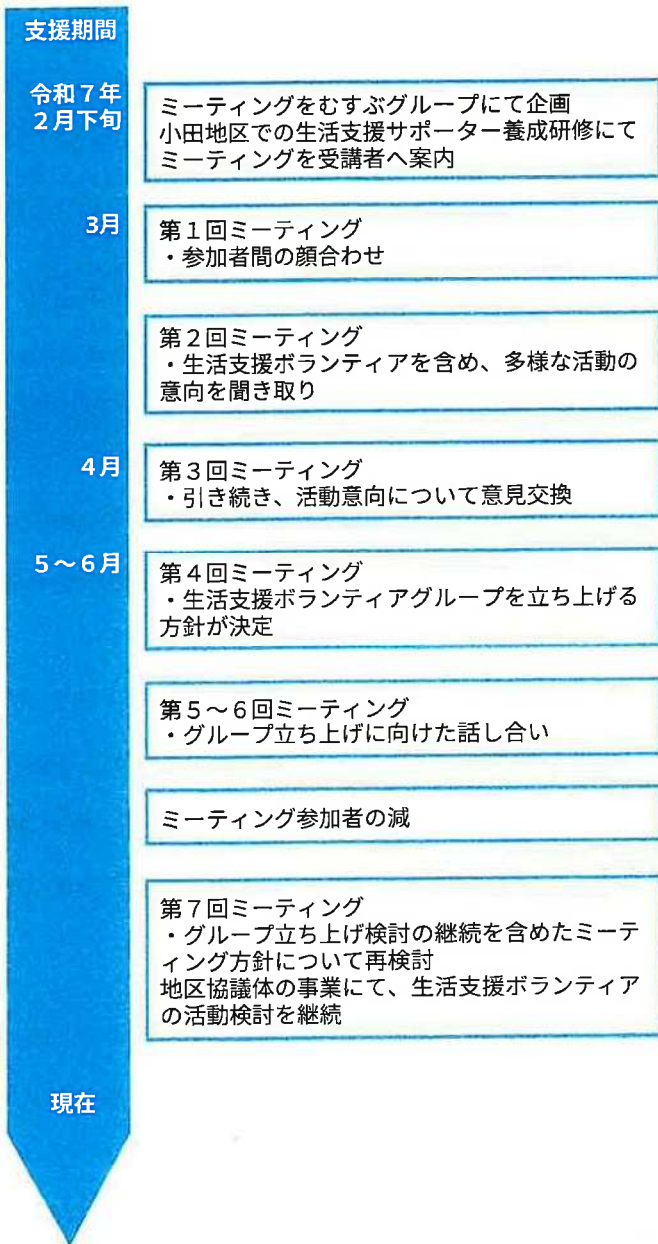 支援期間
令和７年
２月下旬
ミーティングをむすぶグループにて企画
小田地区での生活支援サポーター養成研修にて
ミーティングを受講者へ案内
3月
第１回ミーティング
・参加者間の顔合わせ
第２回ミーティング
・生活支援ボランティアを含め、多様な活動の
意向を聞き取り
４月
第３回ミーティング
・引き続き、活動意向について意見交換
５～６月
第４回ミーティング
・生活支援ボランティアグループを立ち上げる
方針が決定
第５～６回ミーティング
・グループ立ち上げに向けた話し合い
ミーティング参加者の減
第７回ミーティング
・グループ立ち上げ検討の継続を含めたミーテ
ィング方針について再検討
地区協議体の事業にて、生活支援ボランティア
の活動検討を継続
現在